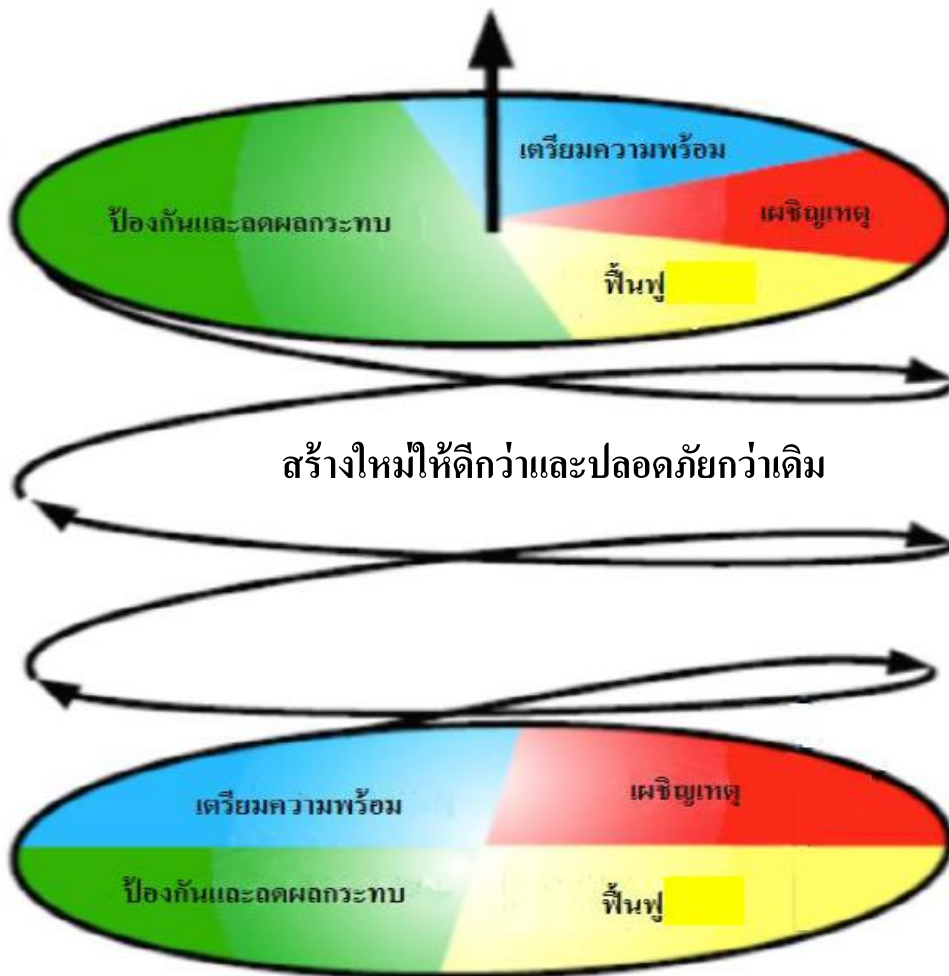 เตรียมความพร้อม
ป้องกันและลดผลกระทบ
เผชิญเหตุ
ฟื้นฟู
สร้างใหม่ให้ดีกว่าและปลอดภัยกว่าเดิม
เตรียมความพร้อม
เผชิญเหตุ
ป้องกันและลดผลกระทบ
ฟื้นฟู